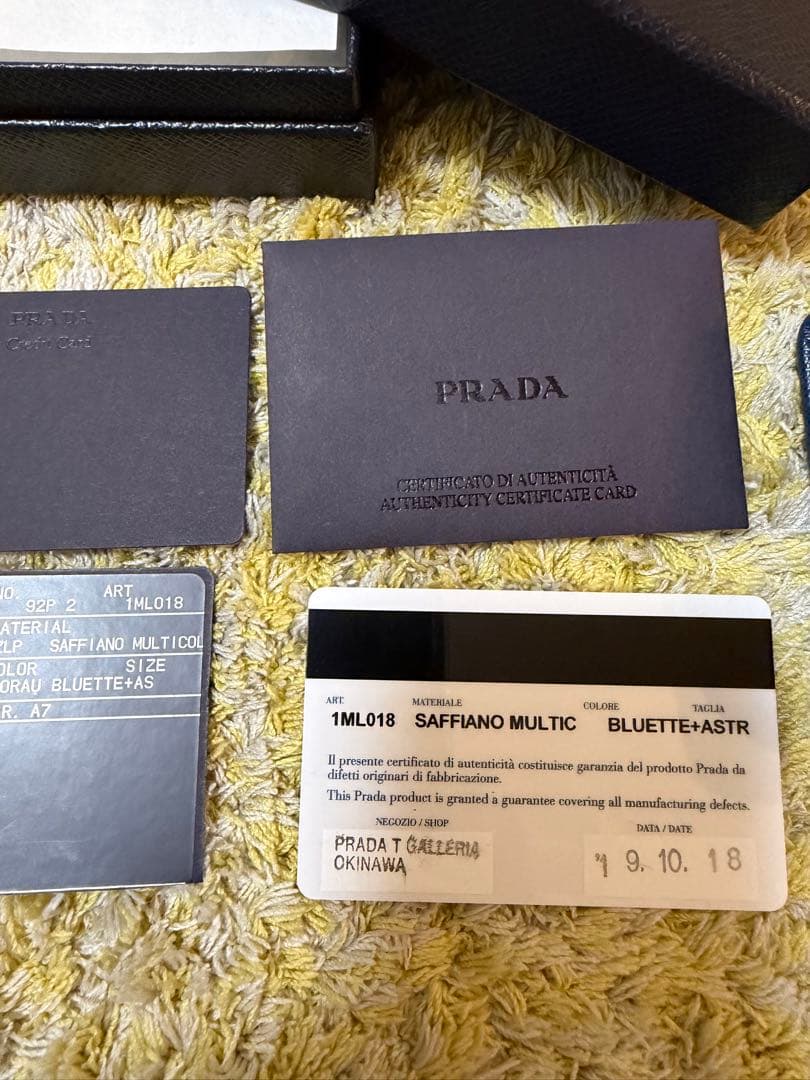 PRADA
PRADA
CERTIFICATO DI AUTENTICITÀ
AUTHENTICITY CERTIFICATE CARD
NO. ART
92P 2 1ML018
ATERIAL
ZLP SAFFIANO MULTICOL
OLOR SIZE
ORAU BLUETTE+AS
R. A7
ART. MATERIALE COLORE TAGLIA
1ML018 SAFFIANO MULTIC BLUETTE+ASTR
Il presente certificato di autenticità costituisce garanzia del prodotto Prada da
difetti originari di fabbricazione.
This Prada product is granted a guarantee covering all manufacturing defects.
NEGOZIO / SHOP DATA / DATE
PRADA T GALLERIA
OKINAWA
'19. 10. 18